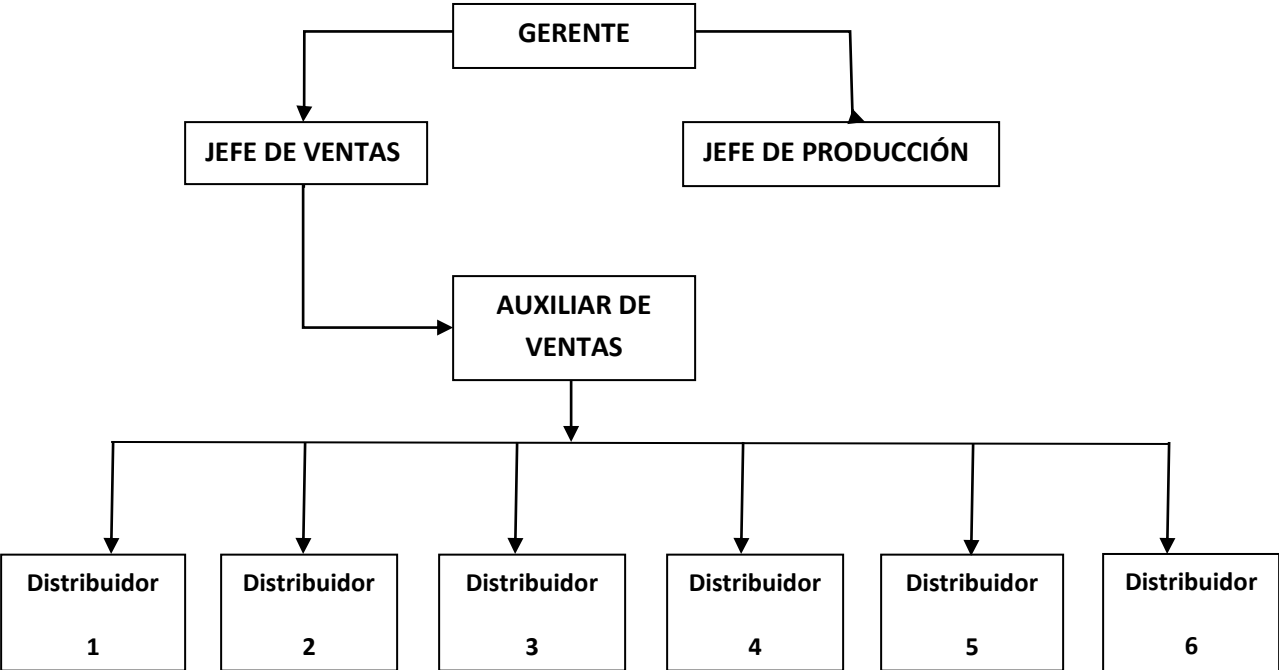 GERENTE
JEFE DE VENTAS
JEFE DE PRODUCCIÓN
AUXILIAR DE
VENTAS
Distribuidor
1
Distribuidor
2
Distribuidor
3
Distribuidor
4
Distribuidor
5
Distribuidor
6